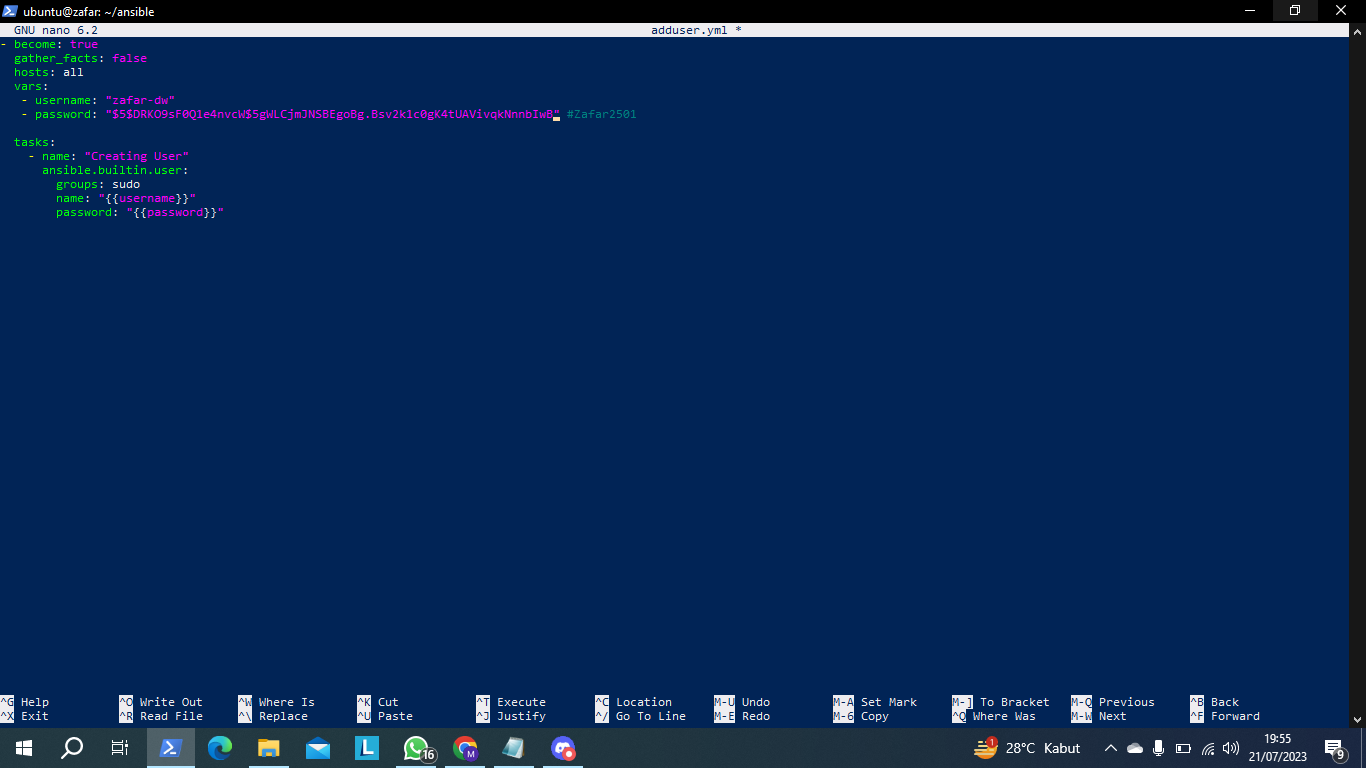 ubuntu@zafar: ~/ansible
GNU nano 6.2 adduser.yml *
- become: true
gather_facts: false
hosts: all
vars:
- username: "zafar-dw"
- password: "$5$DRKO9sF0Q1e4nvcW$5gWLCjmJNSBEgoBg.Bsv2k1c0gK4tUAVivqkNmnbIwB" #Zafar2501
tasks:
- name: "Creating User"
ansible.builtin.user:
groups: sudo
name: "{{username}}"
password: "{{password}}"
^G Help ^O Write Out ^W Where Is ^K Cut ^T Execute ^C Location M-U Undo M-A Set Mark M-] To Bracket M-Q Previous ^B Back
^X Exit ^R Read File ^\ Replace ^U Paste ^J Justify ^/ Go To Line M-E Redo M-6 Copy ^Q Where Was M-W Next ^F Forward
L 16 M 1 28°C Kabut 19:55
21/07/2023 9